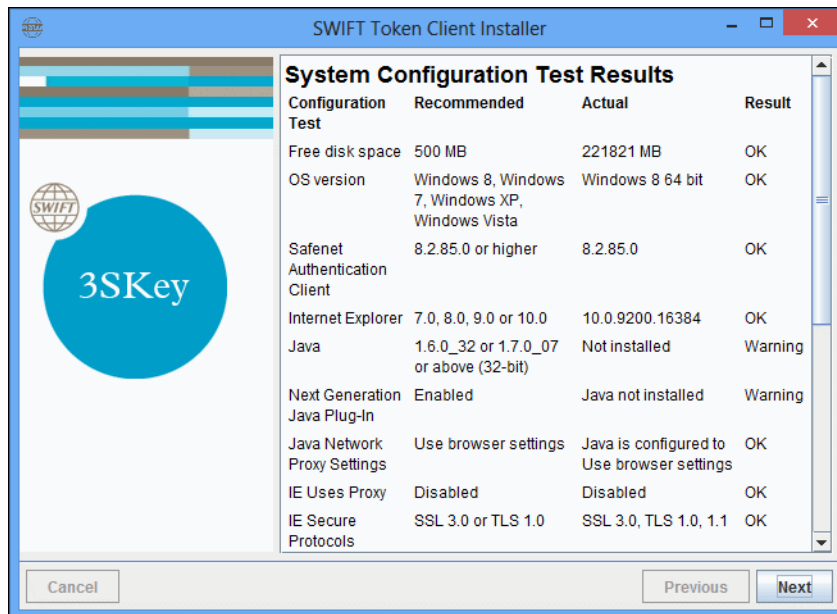 SWIFT Token Client Installer
System Configuration Test Results
Configuration Test Recommended Actual Result
Free disk space 500 MB 221821 MB OK
OS version Windows 8, Windows 7, Windows XP, Windows Vista Windows 8 64 bit OK
Safenet Authentication Client 8.2.85.0 or higher 8.2.85.0 OK
Internet Explorer 7.0, 8.0, 9.0 or 10.0 10.0.9200.16384 OK
Java 1.6.0_32 or 1.7.0_07 or above (32-bit) Not installed Warning
Next Generation Java Plug-In Enabled Java not installed Warning
Java Network Proxy Settings Use browser settings Java is configured to Use browser settings OK
IE Uses Proxy Disabled Disabled OK
IE Secure Protocols SSL 3.0 or TLS 1.0 SSL 3.0, TLS 1.0, 1.1 OK
SWIFT
3SKey
Cancel Previous Next